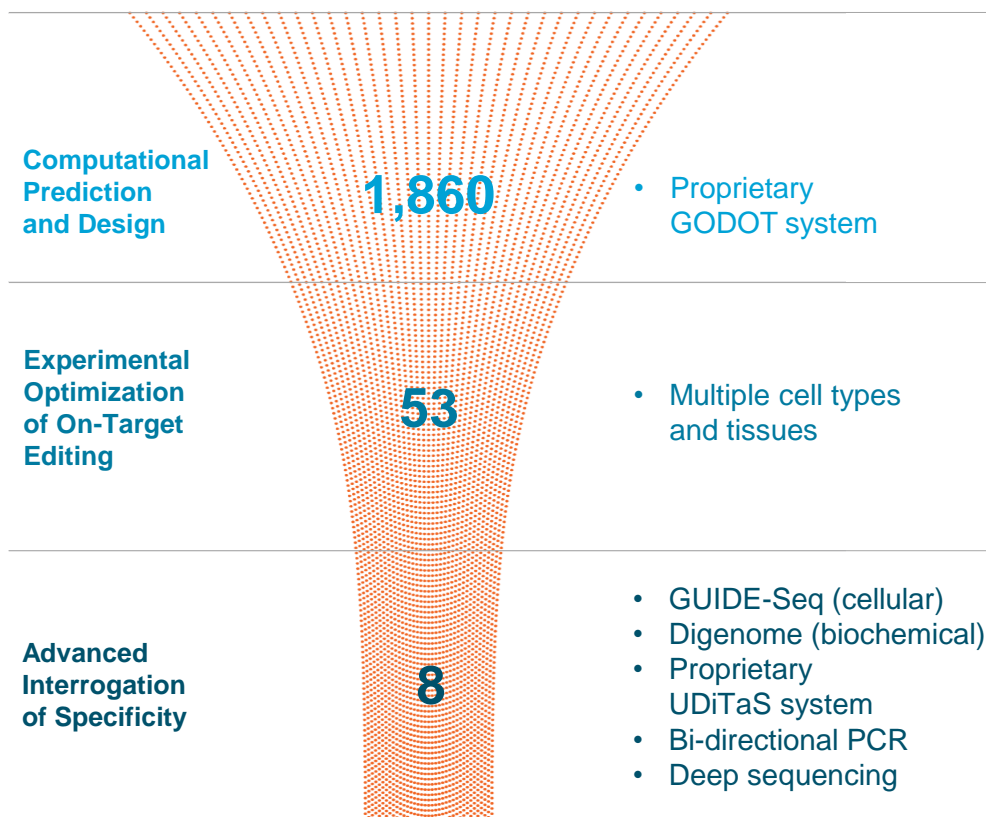 Computational
Prediction
and Design
1,860
• Proprietary
GODOT system
Experimental
Optimization
of On-Target
Editing
53
• Multiple cell types
and tissues
Advanced
Interrogation
of Specificity
8
• GUIDE-Seq (cellular)
• Digenome (biochemical)
• Proprietary
UDiTaS system
• Bi-directional PCR
• Deep sequencing